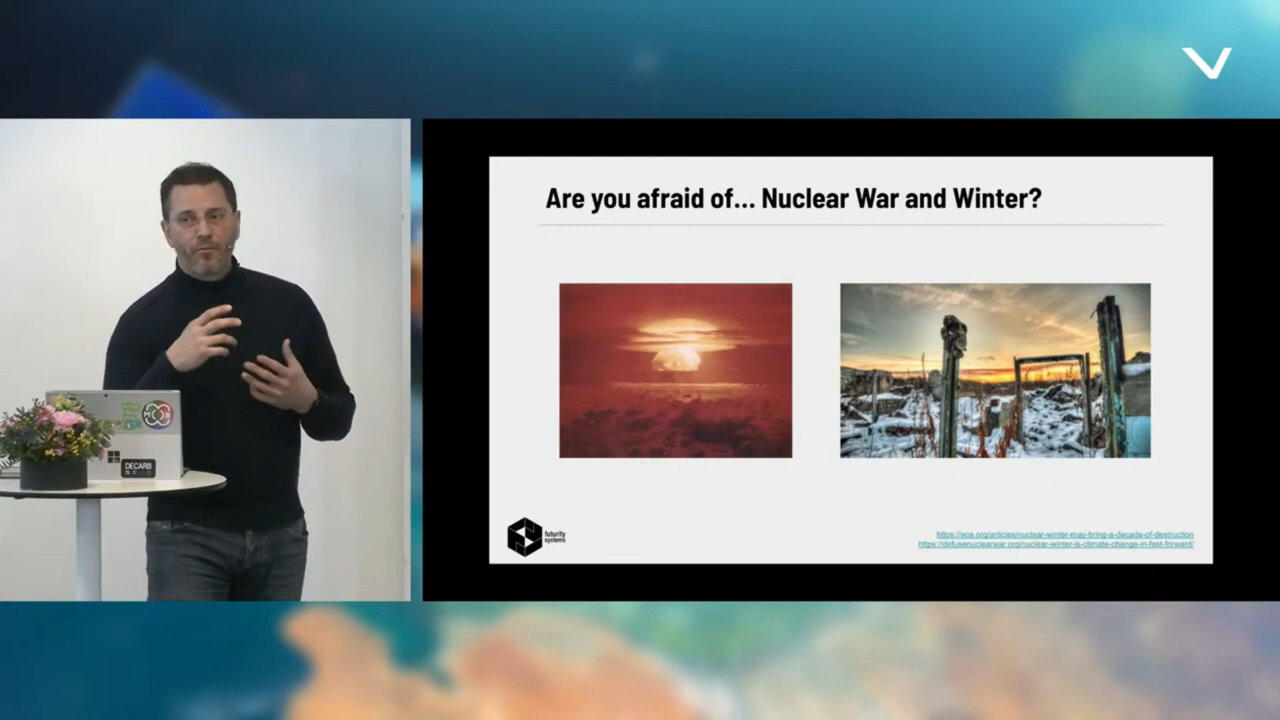 Are you afraid of... Nuclear War and Winter?
DECARB
futurity
systems
https://eos.org/articles/nuclear-winter-may-bring-a-decade-of-destruction
https://defusenuclearwar.org/nuclear-winter-is-climate-change-in-fast-forward/